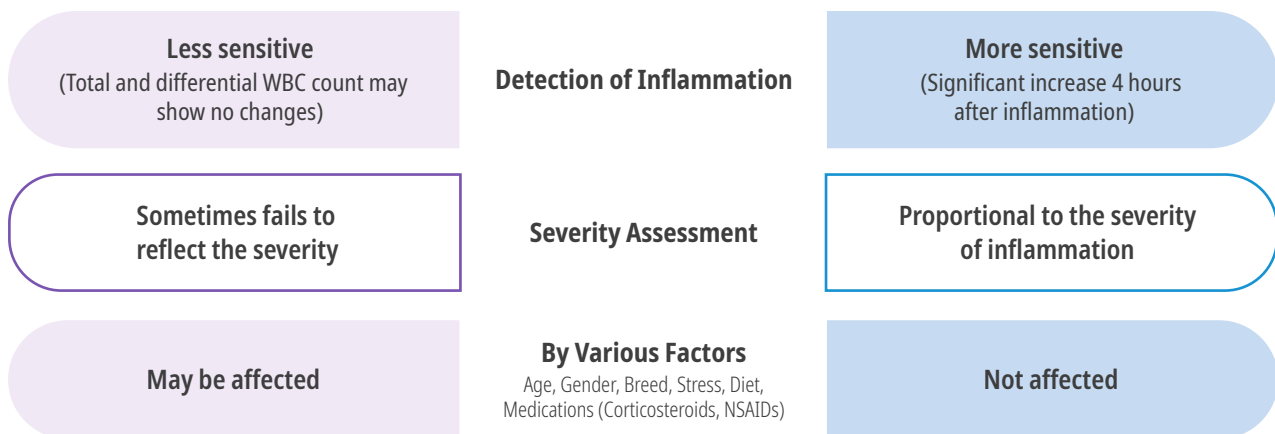 Less sensitive
(Total and differential WBC count may
show no changes)
Detection of Inflammation
More sensitive
(Significant increase 4 hours
after inflammation)
Sometimes fails to
reflect the severity
Severity Assessment
Proportional to the severity
of inflammation
May be affected
By Various Factors
Age, Gender, Breed, Stress, Diet,
Medications (Corticosteroids, NSAIDs)
Not affected